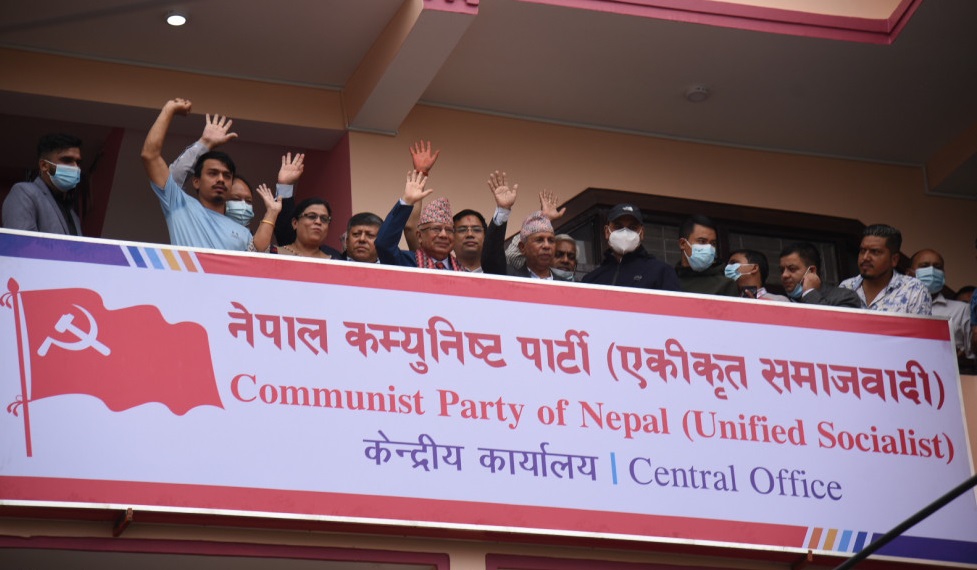 नेपाल कम्युनिष्ट पार्टी (एकीकृत समाजवादी)
Communist Party of Nepal (Unified Socialist)
केन्द्रीय कार्यालय | Central Office